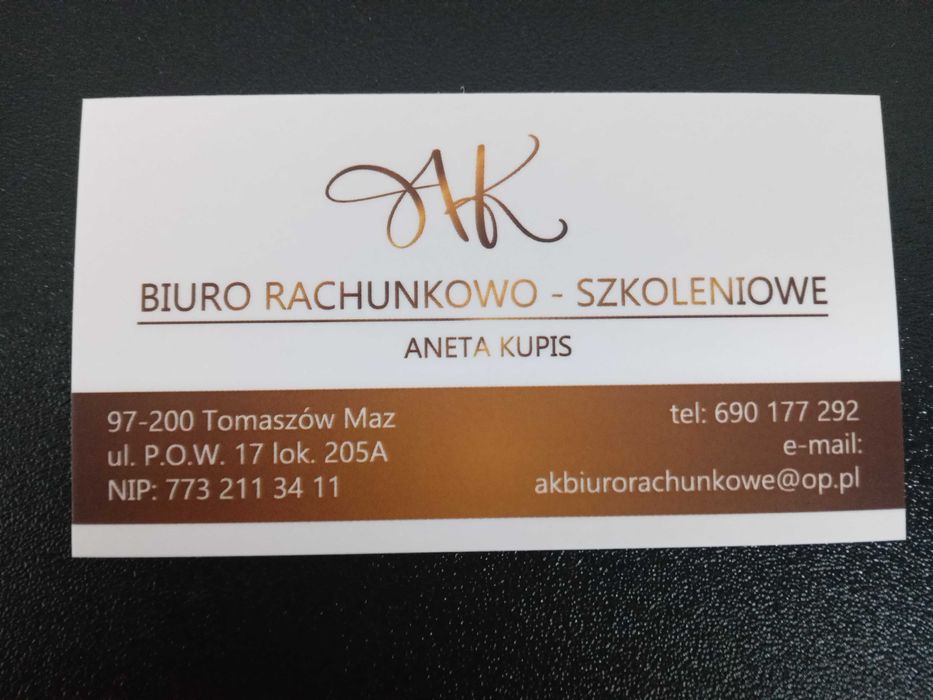 AK
BIURO RACHUNKOWO - SZKOLENIOWE
ANETA KUPIS
97-200 Tomaszów Maz
ul. P.O.W. 17 lok. 205A
NIP: 773 211 34 11
tel: 690 177 292
e-mail:
akbiurorachunkowe@op.pl